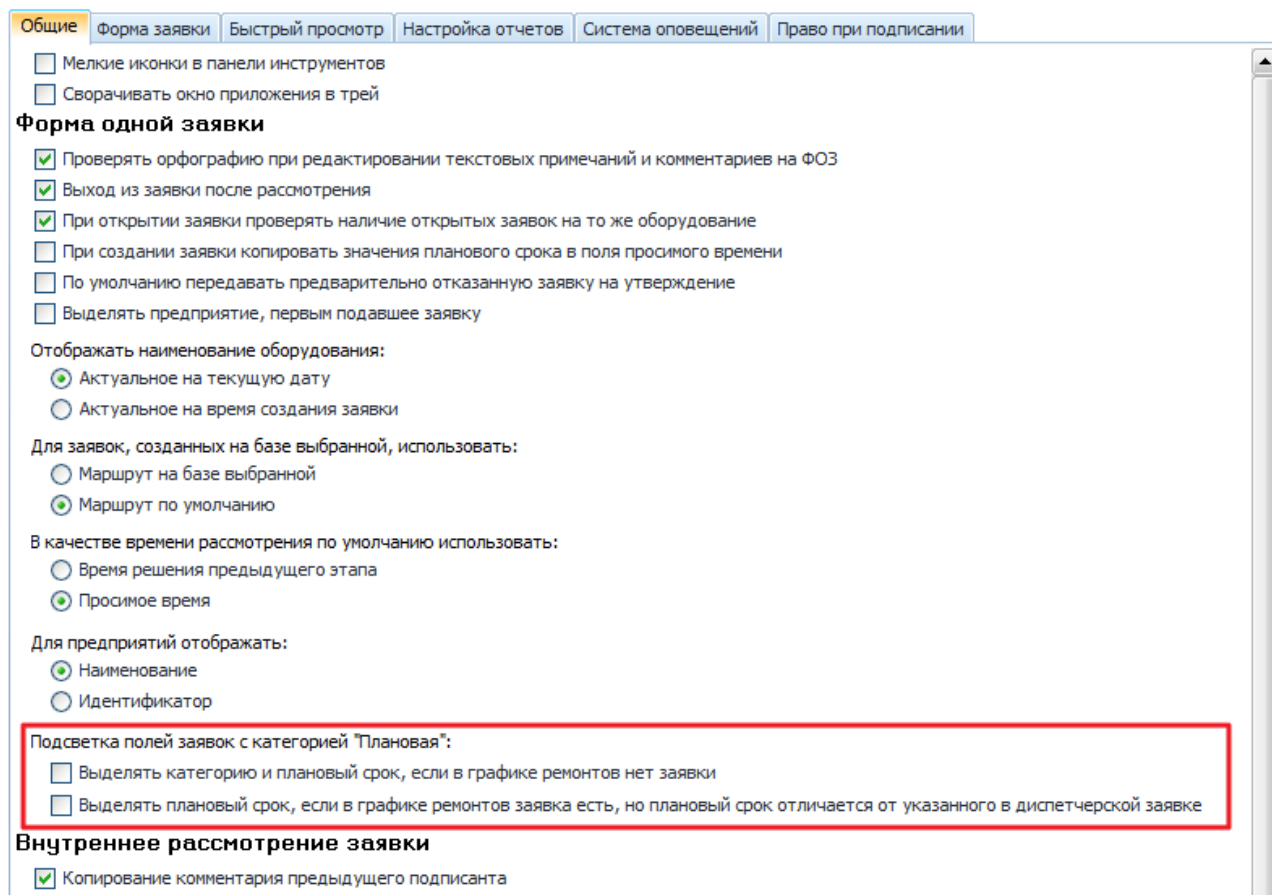 Общие Форма заявки Быстрый просмотр Настройка отчетов Система оповещений Право при подписании
Мелкие иконки в панели инструментов
Сворачивать окно приложения в трей
Форма одной заявки
Проверять орфографию при редактировании текстовых примечаний и комментариев на ФОЗ
Выход из заявки после рассмотрения
При открытии заявки проверять наличие открытых заявок на то же оборудование
При создании заявки копировать значения планового срока в поля просимого времени
По умолчанию передавать предварительно отказанную заявку на утверждение
Выделять предприятие, первым подавшее заявку
Отображать наименование оборудования:
Актуальное на текущую дату
Актуальное на время создания заявки
Для заявок, созданных на базе выбранной, использовать:
Маршрут на базе выбранной
Маршрут по умолчанию
В качестве времени рассмотрения по умолчанию использовать:
Время решения предыдущего этапа
Просимое время
Для предприятий отображать:
Наименование
Идентификатор
Подсветка полей заявок с категорией "Плановая":
Выделять категорию и плановый срок, если в графике ремонтов нет заявки
Выделять плановый срок, если в графике ремонтов заявка есть, но плановый срок отличается от указанного в диспетчерской заявке
Внутреннее рассмотрение заявки
Копирование комментария предыдущего подписанта